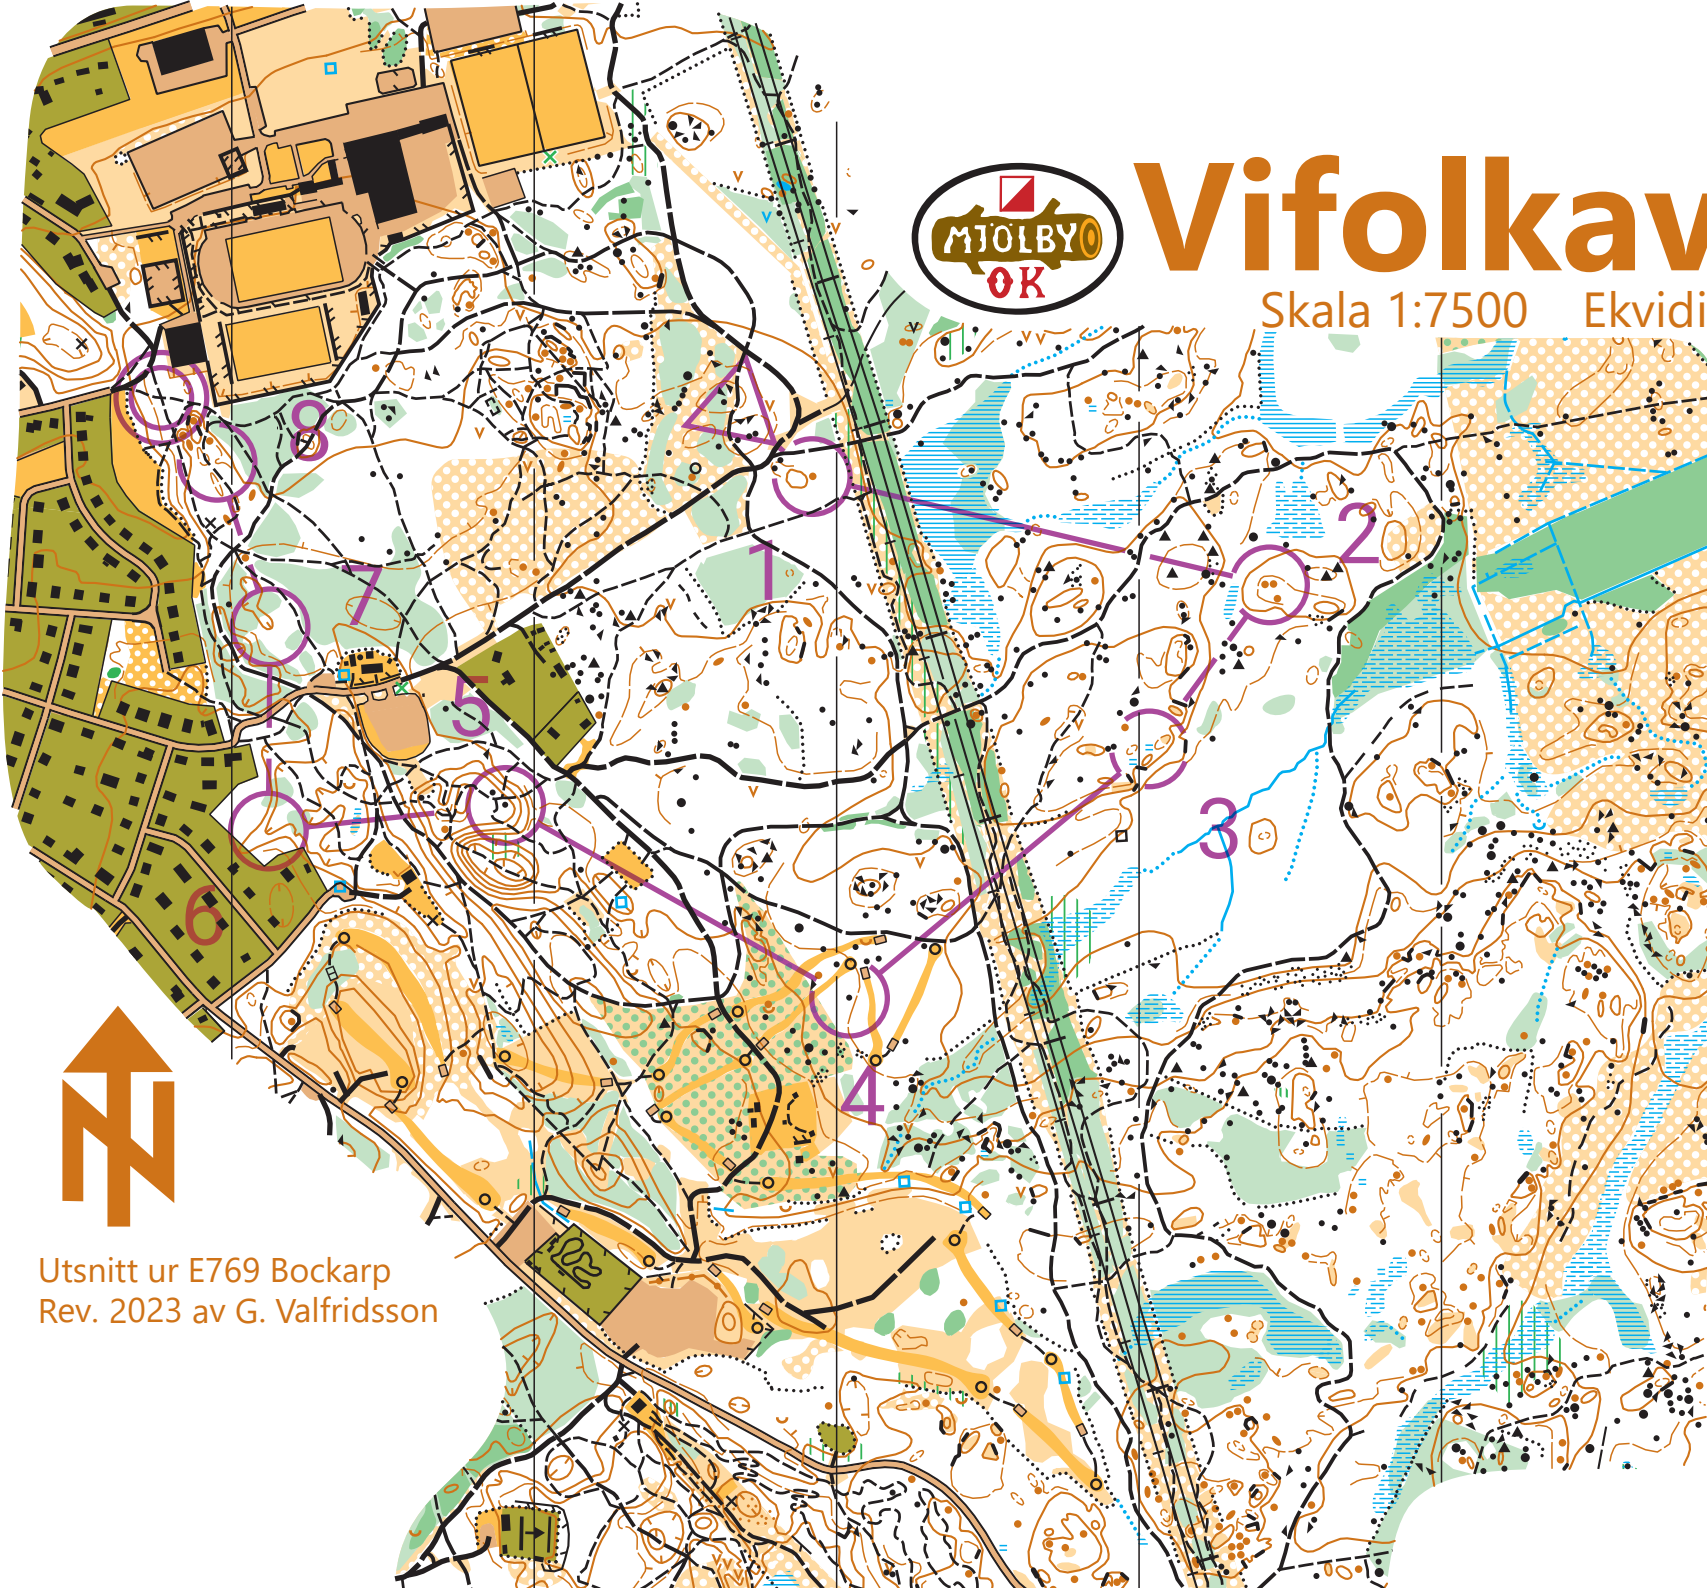 Vifolkav
MJÖLBY
OK
Skala 1:7500 Ekvidi
8
2
1
7
5
3
6
4
Utsnitt ur E769 Bockarp
Rev. 2023 av G. Valfridsson